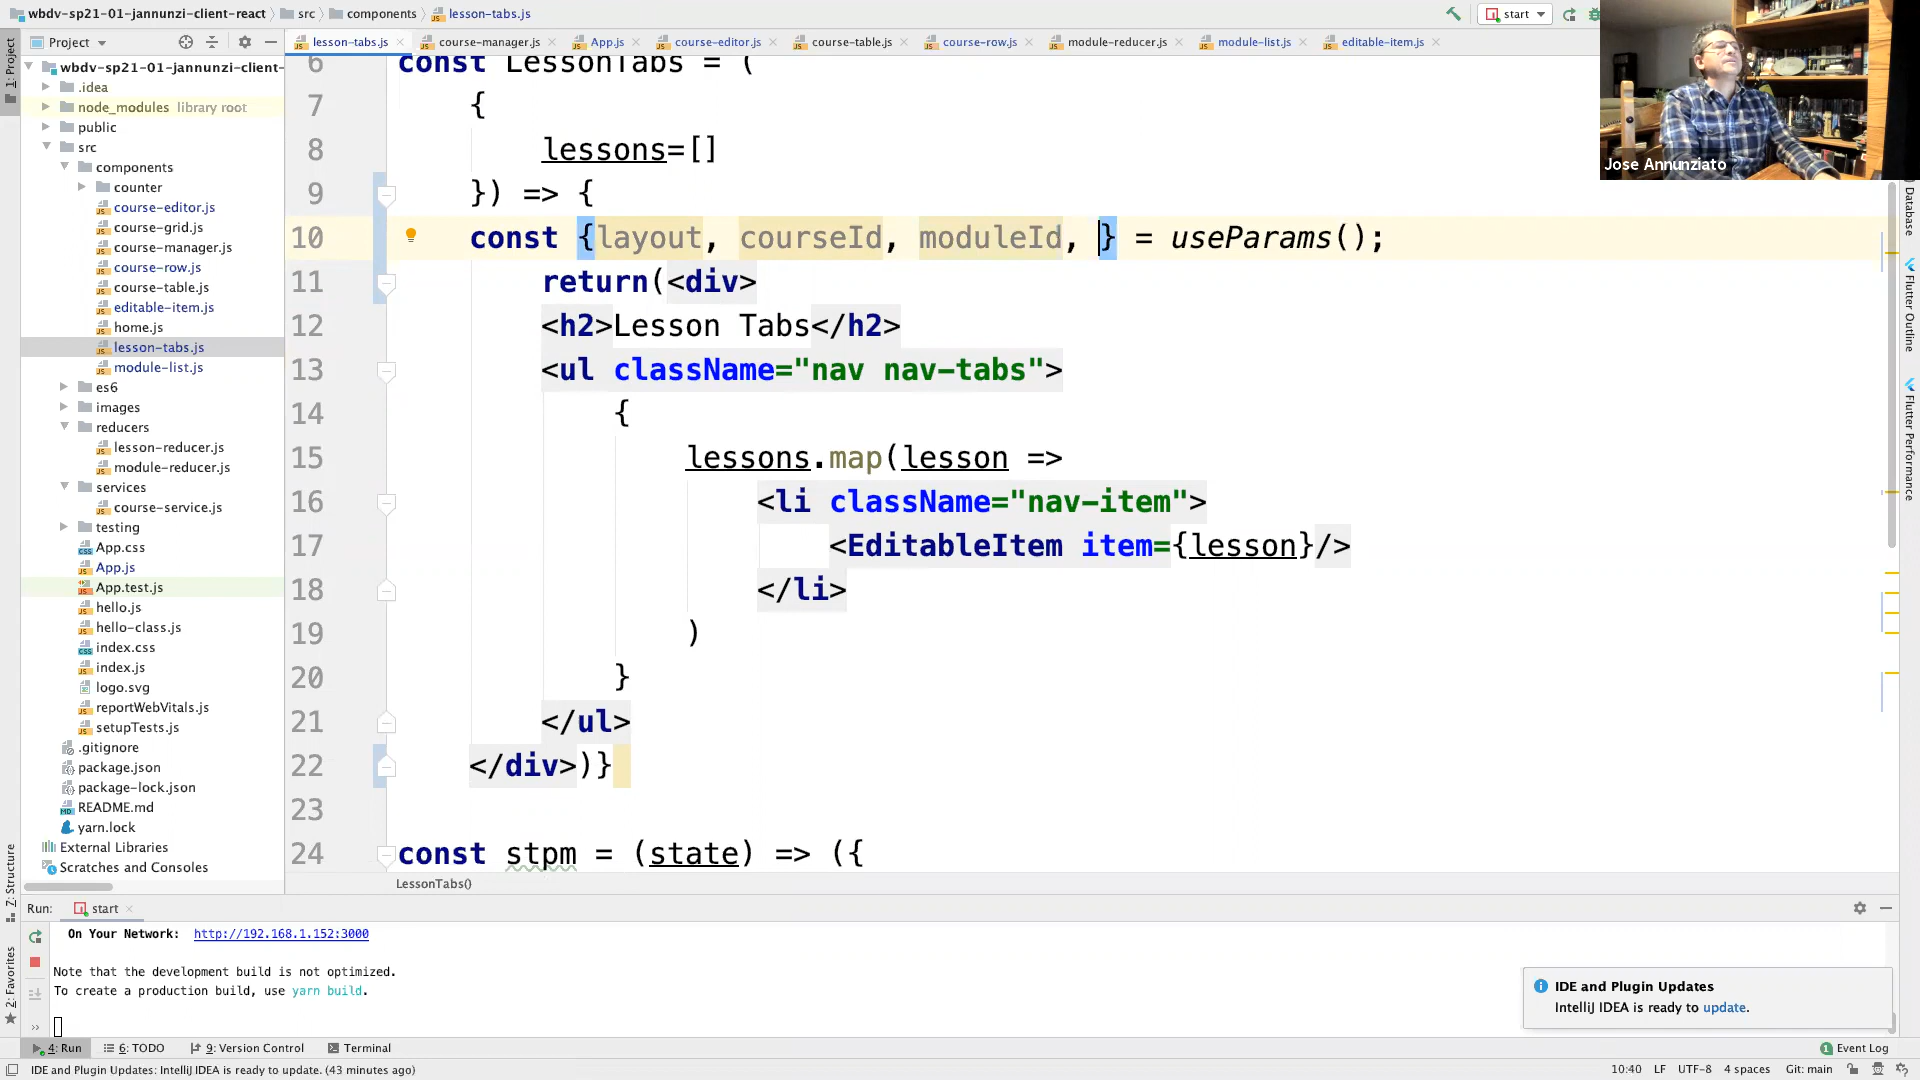 wbdv-sp21-01-jannunzi-client-react  src  components  lesson-tabs.js
start
Project
lesson-tabs.js  course-manager.js  App.js  course-editor.js  course-table.js  course-row.js  module-reducer.js  module-list.js  editable-item.js
1: Project
wbdv-sp21-01-jannunzi-client-
.idea
node_modules library root
public
src
components
counter
course-editor.js
course-grid.js
course-manager.js
course-row.js
course-table.js
editable-item.js
home.js
lesson-tabs.js
module-list.js
es6
images
reducers
lesson-reducer.js
module-reducer.js
services
course-service.js
testing
App.css
App.js
App.test.js
hello.js
hello-class.js
index.css
index.js
logo.svg
reportWebVitals.js
setupTests.js
.gitignore
package.json
package-lock.json
README.md
yarn.lock
External Libraries
Scratches and Consoles
6 const LessonTabs = (
7 {
8 lessons=[]
9 }) => {
10 const {layout, courseId, moduleId, } = useParams();
11 return(<div>
12 <h2>Lesson Tabs</h2>
13 <ul className="nav nav-tabs">
14 {
15 lessons.map(lesson =>
16 <li className="nav-item">
17 <EditableItem item={lesson}/>
18 </li>
19 )
20 }
21 </ul>
22 </div>)}
23
24 const stpm = (state) => ({
LessonTabs()
Jose Annunziato
Database
Flutter Outline
Flutter Performance
Z: Structure
2: Favorites
Run: start
On Your Network: http://192.168.1.152:3000
Note that the development build is not optimized.
To create a production build, use yarn build.
IDE and Plugin Updates
IntelliJ IDEA is ready to update.
4: Run  6: TODO  9: Version Control  Terminal
1 Event Log
IDE and Plugin Updates: IntelliJ IDEA is ready to update. (43 minutes ago)
10:40  LF  UTF-8  4 spaces  Git: main